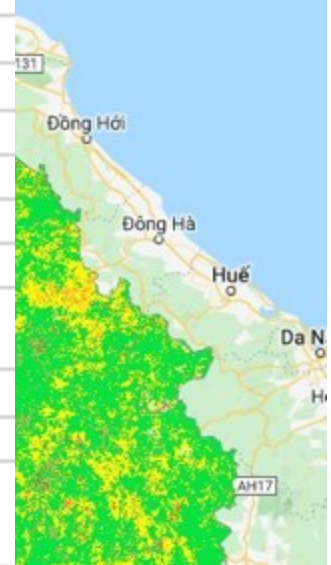 131
Đồng Hới
Đông Hà
Huế
Da N
H
AH17